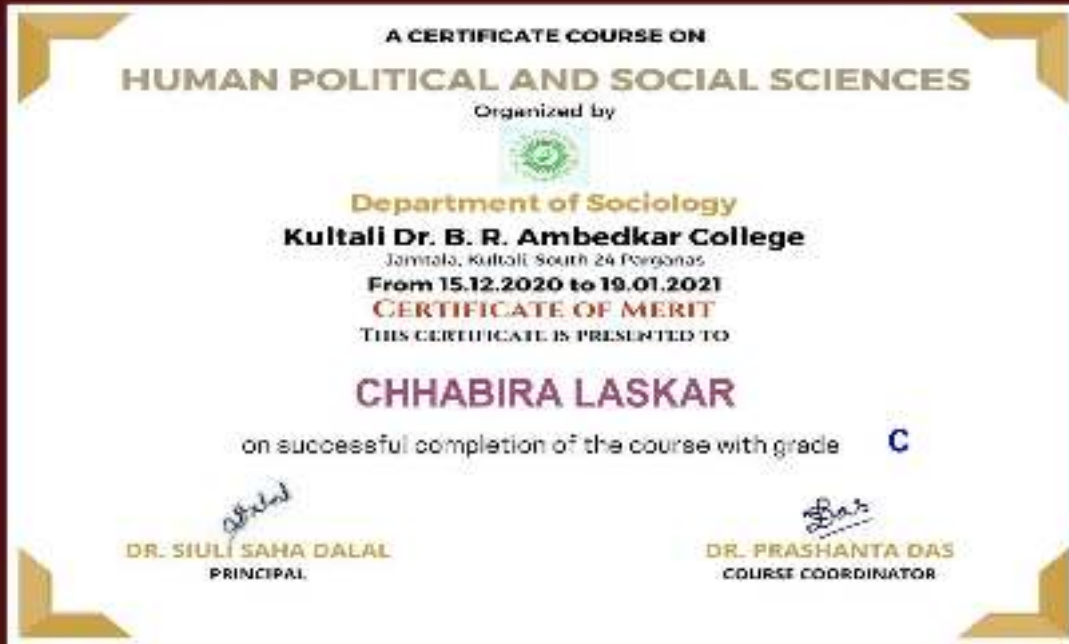 A CERTIFICATE COURSE ON
HUMAN POLITICAL AND SOCIAL SCIENCES
Organized by
Department of Sociology
Kultali Dr. B. R. Ambedkar College
Jamtala, Kultali, South 24 Parganas
From 15.12.2020 to 19.01.2021
CERTIFICATE OF MERIT
THIS CERTIFICATE IS PRESENTED TO
CHHABIRA LASKAR
on successful completion of the course with grade C
Das
DR. SIULI SAHA DALAL DR. PRASHANTA DAS
PRINCIPAL COURSE COORDINATOR